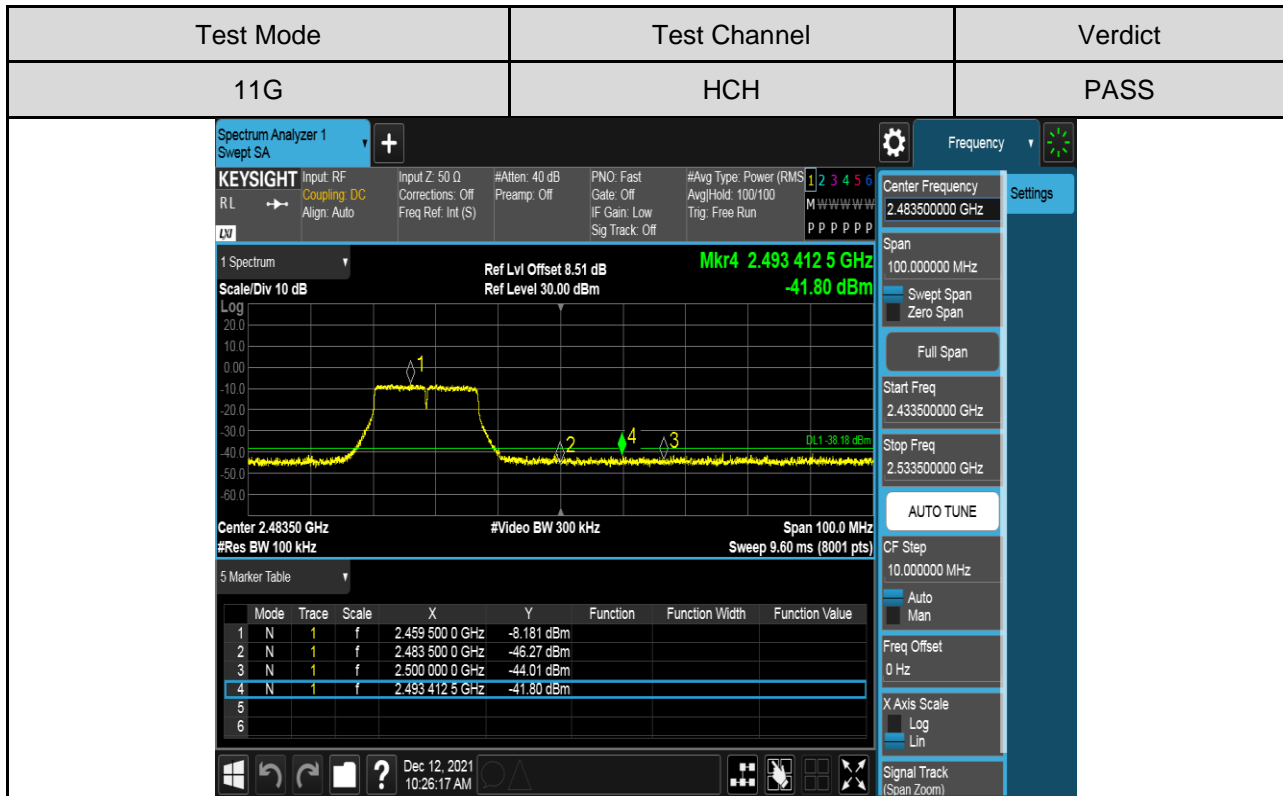 Test Mode Test Channel Verdict
11G HCH PASS
Spectrum Analyzer 1
Swept SA
+
Frequency
KEYSIGHT Input: RF Input Z: 50 Ω #Atten: 40 dB PNO: Fast #Avg Type: Power (RMS 1 2 3 4 5 6
RL Coupling: DC Corrections: Off Preamp: Off Gate: Off Avg|Hold: 100/100 M W W W W W
Align: Auto Freq Ref: Int (S) IF Gain: Low Trig: Free Run
LXI Sig Track: Off P P P P P P
1 Spectrum
Ref Lvl Offset 8.51 dB Mkr4 2.493 412 5 GHz
Scale/Div 10 dB Ref Level 30.00 dBm -41.80 dBm
Log
20.0
10.0
0.00
-10.0
-20.0
-30.0
-40.0
-50.0
-60.0
1
2
4
3
DL1 -38.18 dBm
Center 2.48350 GHz #Video BW 300 kHz Span 100.0 MHz
#Res BW 100 kHz Sweep 9.60 ms (8001 pts)
5 Marker Table
Mode Trace Scale X Y Function Function Width Function Value
1 N 1 f 2.459 500 0 GHz -8.181 dBm
2 N 1 f 2.483 500 0 GHz -46.27 dBm
3 N 1 f 2.500 000 0 GHz -44.01 dBm
4 N 1 f 2.493 412 5 GHz -41.80 dBm
5
6
? Dec 12, 2021
10:26:17 AM
Center Frequency
2.483500000 GHz
Settings
Span
100.000000 MHz
Swept Span
Zero Span
Full Span
Start Freq
2.433500000 GHz
Stop Freq
2.533500000 GHz
AUTO TUNE
CF Step
10.000000 MHz
Auto
Man
Freq Offset
0 Hz
X Axis Scale
Log
Lin
Signal Track
(Span Zoom)